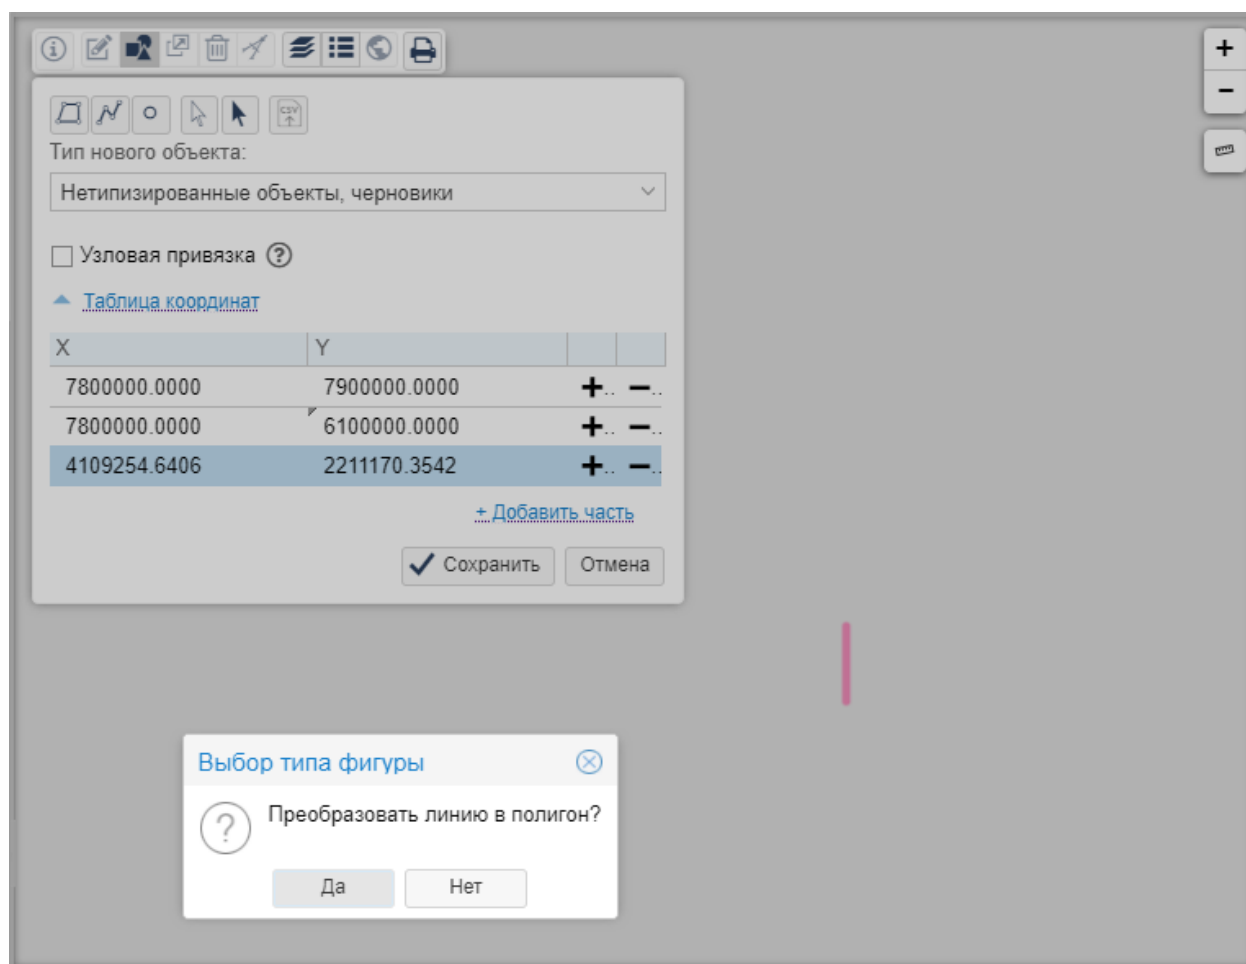 CSV
Тип нового объекта:
Нетипизированные объекты, черновики
Узловая привязка ?
Таблица координат
X Y
7800000.0000 7900000.0000 +.. −..
7800000.0000 6100000.0000 +.. −..
4109254.6406 2211170.3542 +.. −..
+ Добавить часть
Сохранить Отмена
Выбор типа фигуры
Преобразовать линию в полигон?
Да Нет